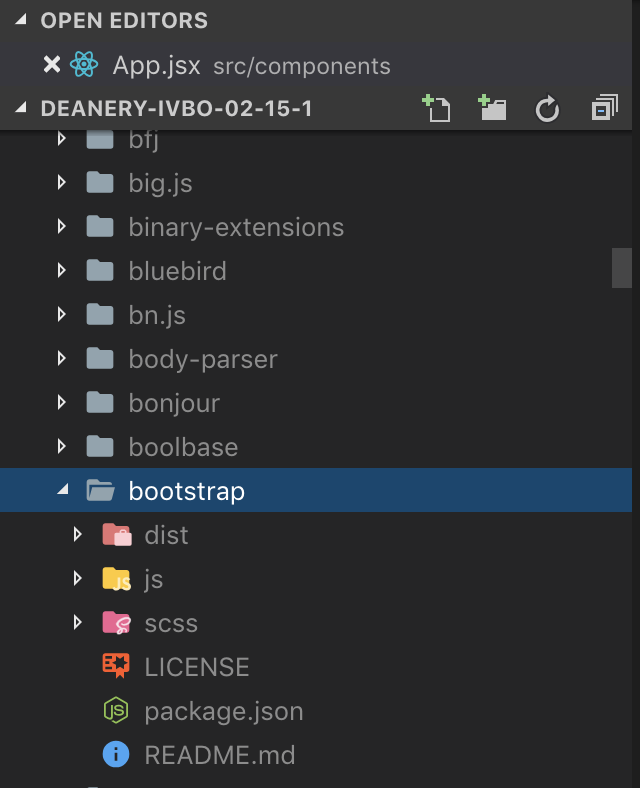 OPEN EDITORS
App.jsx src/components
DEANERY-IVBO-02-15-1
bfj
big.js
binary-extensions
bluebird
bn.js
body-parser
bonjour
boolbase
bootstrap
dist
js
scss
LICENSE
package.json
README.md